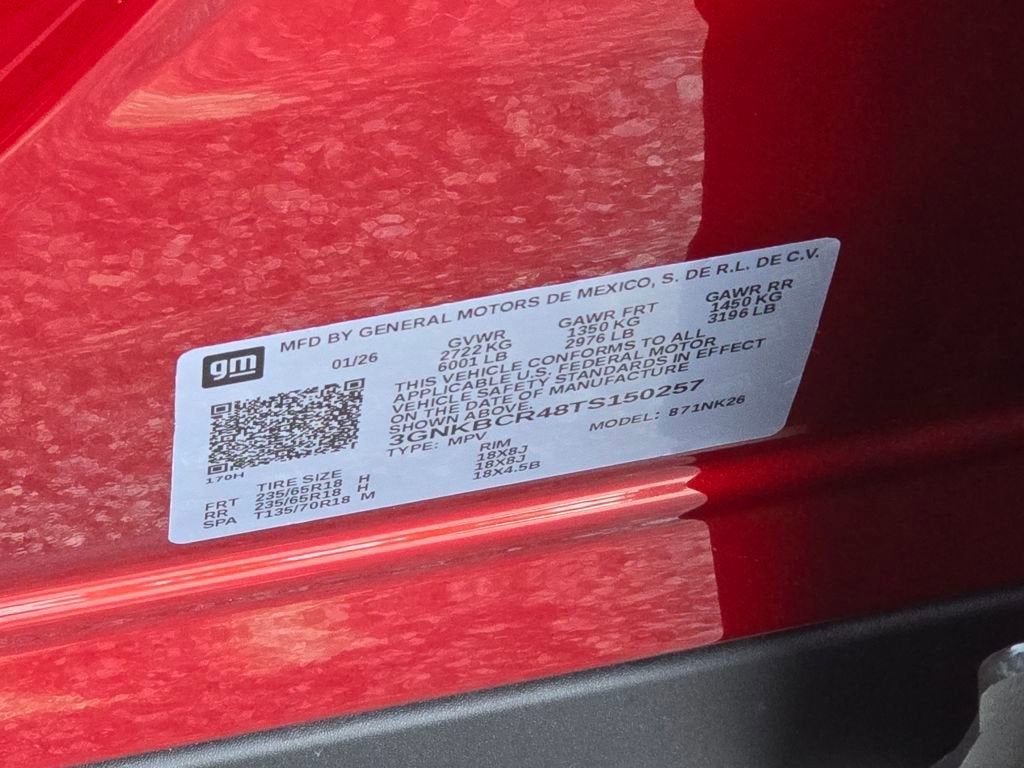 gm
MFD BY GENERAL MOTORS DE MEXICO, S. DE R.L. DE C.V.
01/26
GVWR
2722 KG
6001 LB
GAWR FRT
1350 KG
2976 LB
GAWR RR
1450 KG
3196 LB
THIS VEHICLE CONFORMS TO ALL
APPLICABLE U.S. FEDERAL MOTOR
VEHICLE SAFETY STANDARDS IN EFFECT
ON THE DATE OF MANUFACTURE
SHOWN ABOVE.
3GNKBCR48TS150257
TYPE: MPV
MODEL: 871NK26
170H
TIRE SIZE RIM
FRT 235/65R18 H 18X8J
RR 235/65R18 H 18X8J
SPA T135/70R18 M 18X4.5B